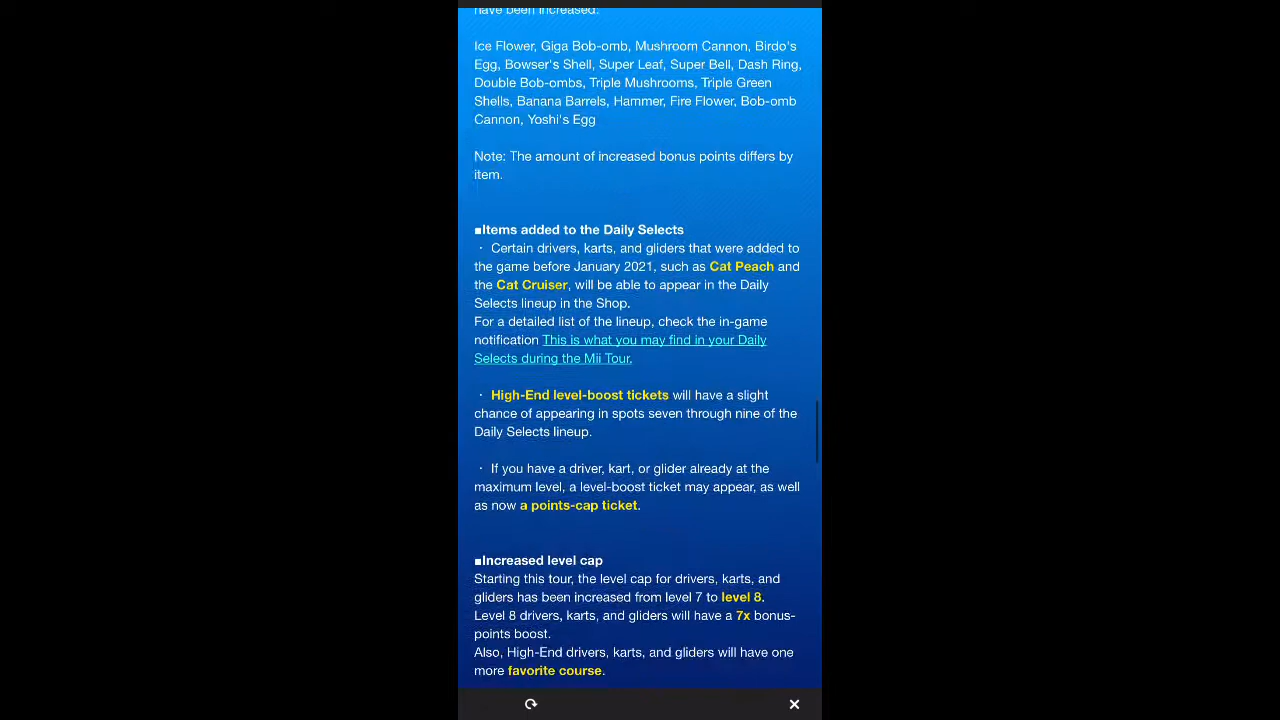 have been increased:
Ice Flower, Giga Bob-omb, Mushroom Cannon, Birdo's
Egg, Bowser's Shell, Super Leaf, Super Bell, Dash Ring,
Double Bob-ombs, Triple Mushrooms, Triple Green
Shells, Banana Barrels, Hammer, Fire Flower, Bob-omb
Cannon, Yoshi's Egg
Note: The amount of increased bonus points differs by
item.
■Items added to the Daily Selects
・ Certain drivers, karts, and gliders that were added to
the game before January 2021, such as Cat Peach and
the Cat Cruiser, will be able to appear in the Daily
Selects lineup in the Shop.
For a detailed list of the lineup, check the in-game
notification This is what you may find in your Daily
Selects during the Mii Tour.
・ High-End level-boost tickets will have a slight
chance of appearing in spots seven through nine of the
Daily Selects lineup.
・ If you have a driver, kart, or glider already at the
maximum level, a level-boost ticket may appear, as well
as now a points-cap ticket.
■Increased level cap
Starting this tour, the level cap for drivers, karts, and
gliders has been increased from level 7 to level 8.
Level 8 drivers, karts, and gliders will have a 7x bonus-
points boost.
Also, High-End drivers, karts, and gliders will have one
more favorite course.